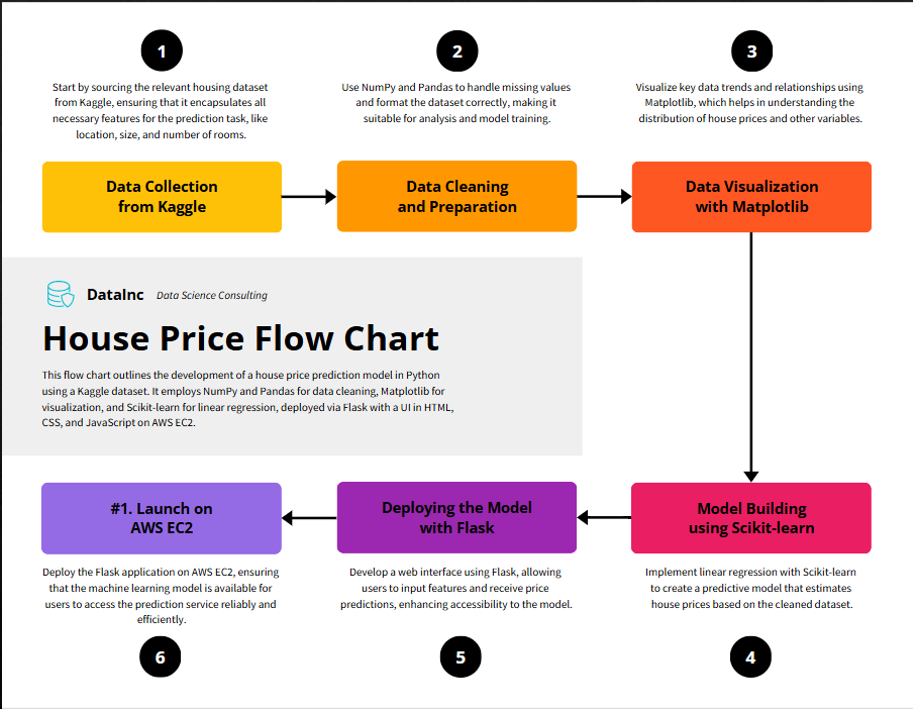 1
Start by sourcing the relevant housing dataset
from Kaggle, ensuring that it encapsulates all
necessary features for the prediction task, like
location, size, and number of rooms.
Data Collection
from Kaggle
2
Use NumPy and Pandas to handle missing values
and format the dataset correctly, making it
suitable for analysis and model training.
Data Cleaning
and Preparation
3
Visualize key data trends and relationships using
Matplotlib, which helps in understanding the
distribution of house prices and other variables.
Data Visualization
with Matplotlib
DataInc Data Science Consulting
House Price Flow Chart
This flow chart outlines the development of a house price prediction model in Python
using a Kaggle dataset. It employs NumPy and Pandas for data cleaning, Matplotlib for
visualization, and Scikit-learn for linear regression, deployed via Flask with a UI in HTML,
CSS, and JavaScript on AWS EC2.
Model Building
using Scikit-learn
Implement linear regression with Scikit-learn
to create a predictive model that estimates
house prices based on the cleaned dataset.
4
Deploying the Model
with Flask
Develop a web interface using Flask, allowing
users to input features and receive price
predictions, enhancing accessibility to the model.
5
#1. Launch on
AWS EC2
Deploy the Flask application on AWS EC2, ensuring
that the machine learning model is available for
users to access the prediction service reliably and
efficiently.
6